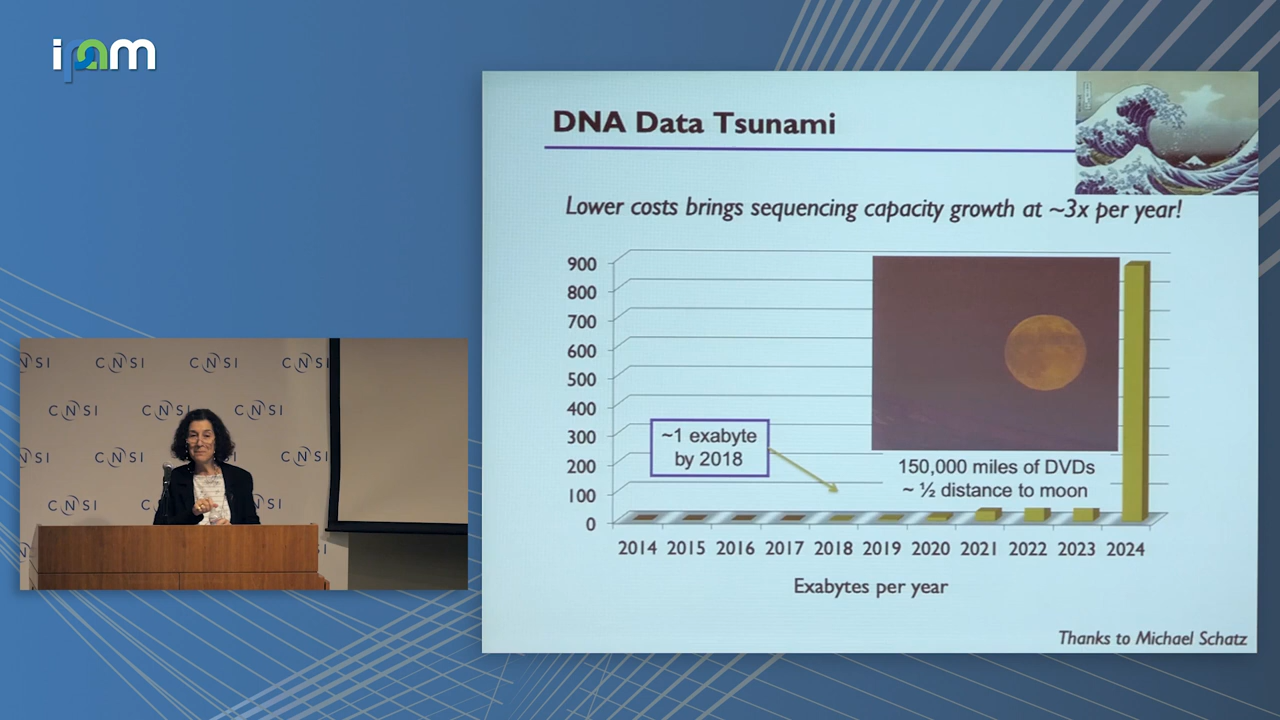 ipam
CNSI CNSI CNSI CNSI
CNSI CNSI CNSI
NSI CNSI CNSI CNSI
CNSI CNSI NSI
SI
DNA Data Tsunami
Lower costs brings sequencing capacity growth at ~3x per year!
900
800
700
600
500
400
300
200
100
0
~1 exabyte
by 2018
150,000 miles of DVDs
~ ½ distance to moon
2014 2015 2016 2017 2018 2019 2020 2021 2022 2023 2024
Exabytes per year
Thanks to Michael Schatz